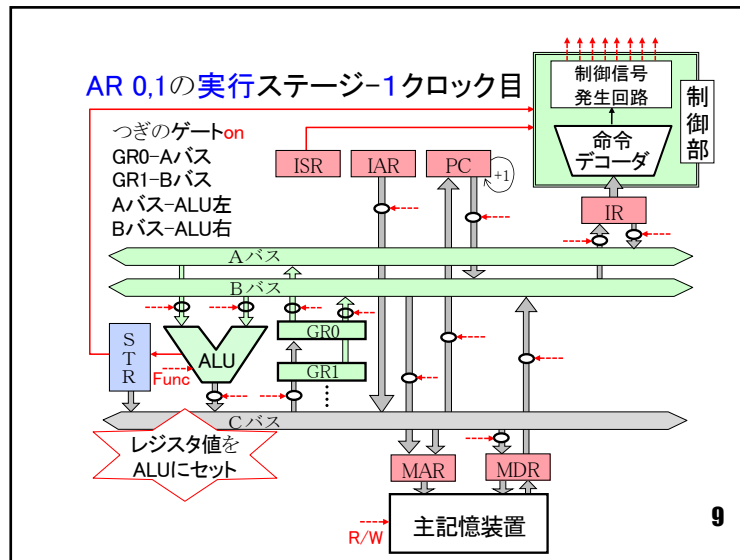 AR 0,1の実行ステージ-1クロック目
つぎのゲートon
GR0-Aバス
GR1-Bバス
Aバス-ALU左
Bバス-ALU右
制御信号
発生回路
命令
デコーダ
制御部
ISR
IAR
PC
+1
IR
Aバス
Bバス
STR
ALU
Func
GR0
GR1
⋮
Cバス
レジスタ値を
ALUにセット
MAR
MDR
主記憶装置
R/W
9